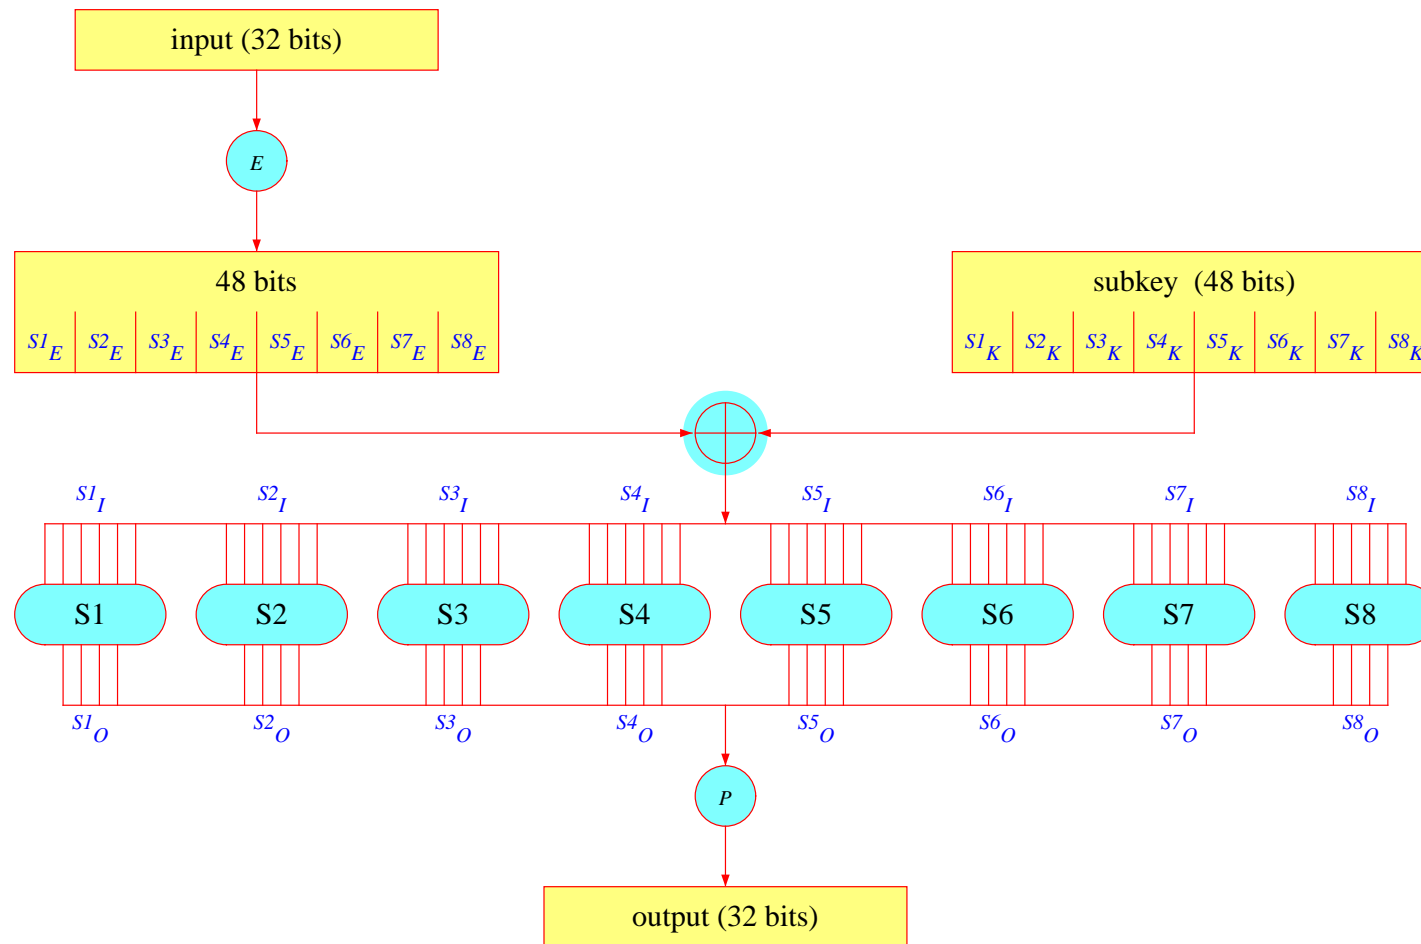 input (32 bits)
E
48 bits
subkey (48 bits)
S1E S2E S3E S4E S5E S6E S7E S8E
S1K S2K S3K S4K S5K S6K S7K S8K
S1I S2I S3I S4I S5I S6I S7I S8I
S1 S2 S3 S4 S5 S6 S7 S8
S1O S2O S3O S4O S5O S6O S7O S8O
P
output (32 bits)